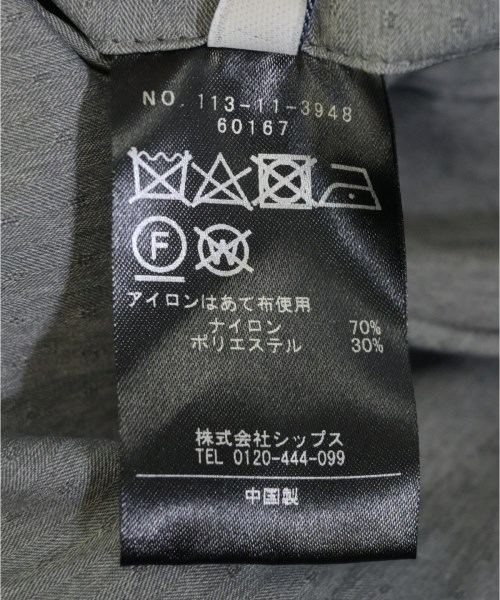 NO. 113-11-3948
60167
F W
アイロンはあて布使用
ナイロン 70%
ポリエステル 30%
株式会社シップス
TEL 0120-444-099
中国製